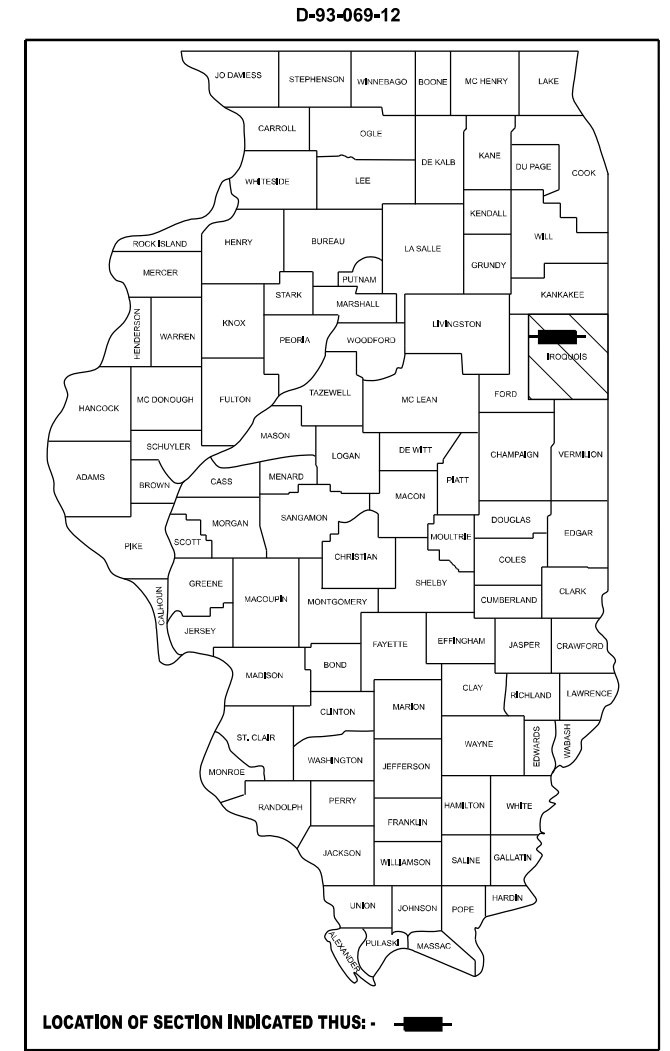 D-93-069-12
JO DAVIESS
STEPHENSON
WINNEBAGO
BOONE
MC HENRY
LAKE
CARROLL
OGLE
DE KALB
KANE
DU PAGE
COOK
WHITESIDE
LEE
KENDALL
WILL
ROCK ISLAND
HENRY
BUREAU
LA SALLE
GRUNDY
MERCER
PUTNAM
KANKAKEE
HENDERSON
WARREN
KNOX
STARK
MARSHALL
PEORIA
WOODFORD
LIVINGSTON
IROQUOIS
HANCOCK
MC DONOUGH
FULTON
TAZEWELL
MC LEAN
FORD
SCHUYLER
MASON
LOGAN
DE WITT
CHAMPAIGN
VERMILION
ADAMS
BROWN
CASS
MENARD
PIATT
MACON
PIKE
SCOTT
MORGAN
SANGAMON
CHRISTIAN
MOULTRIE
DOUGLAS
EDGAR
COLES
CALHOUN
GREENE
MACOUPIN
MONTGOMERY
SHELBY
CUMBERLAND
CLARK
JERSEY
FAYETTE
EFFINGHAM
JASPER
CRAWFORD
MADISON
BOND
CLAY
RICHLAND
LAWRENCE
CLINTON
MARION
ST. CLAIR
WAYNE
EDWARDS
WABASH
MONROE
WASHINGTON
JEFFERSON
RANDOLPH
PERRY
HAMILTON
WHITE
FRANKLIN
JACKSON
WILLIAMSON
SALINE
GALLATIN
UNION
JOHNSON
POPE
HARDIN
ALEXANDER
PULASKI
MASSAC
LOCATION OF SECTION INDICATED THUS: -